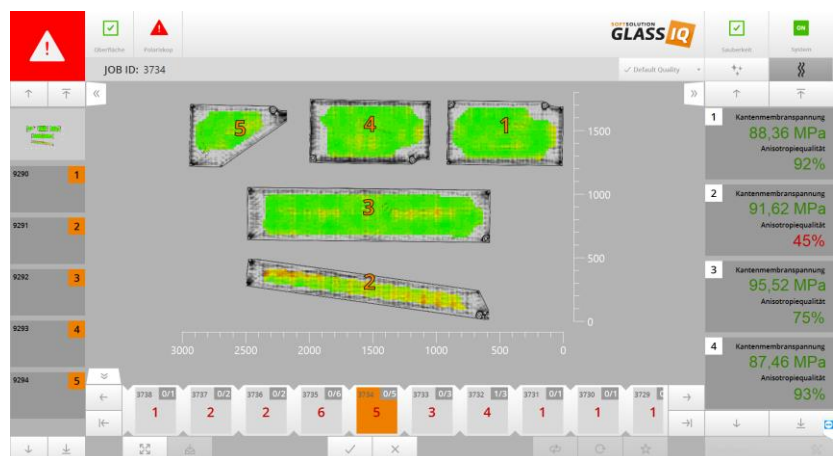 Oberfläche
Polariskop
SOFTSOLUTION
GLASS IQ
Sauberkeit
ON
System
JOB ID: 3734
Default Quality
9290 1
9291 2
9292 3
9293 4
9294 5
5
4
1
3
2
1500
1000
500
0
3000 2500 2000 1500 1000 500 0
1 Kantenmembranspannung
88,36 MPa
Anisotropiequalität
92%
2 Kantenmembranspannung
91,62 MPa
Anisotropiequalität
45%
3 Kantenmembranspannung
95,52 MPa
Anisotropiequalität
75%
4 Kantenmembranspannung
87,46 MPa
Anisotropiequalität
93%
3738 0/1 3737 0/2 3736 0/2 3735 0/6 3734 0/5 3733 0/3 3732 1/3 3731 0/1 3730 0/1 3729
1 2 2 6 5 3 4 1 1 1